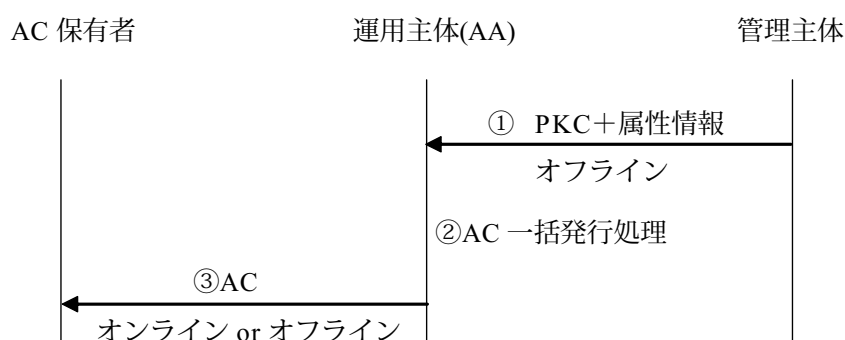 AC 保有者 運用主体(AA) 管理主体
① PKC＋属性情報
オフライン
②AC 一括発行処理
③AC
オンライン or オフライン